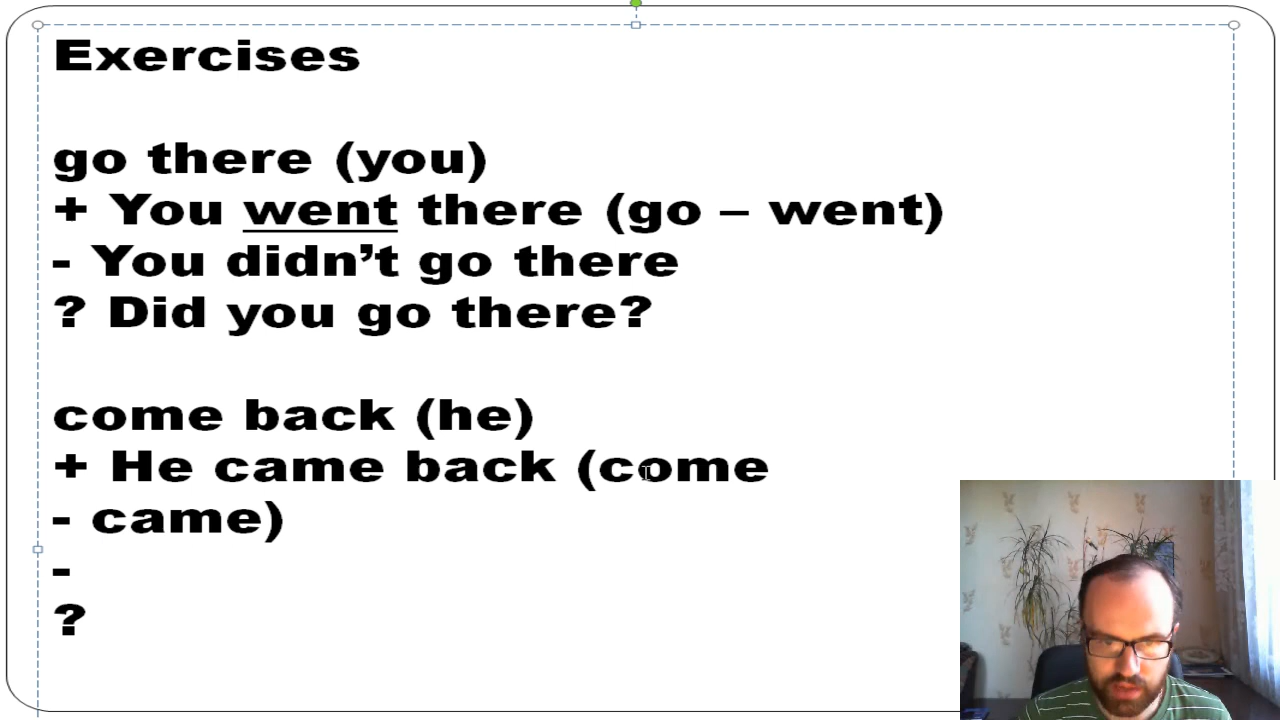 Exercises
go there (you)
+ You went there (go – went)
- You didn’t go there
? Did you go there?
come back (he)
+ He came back (come
- came)
-
?